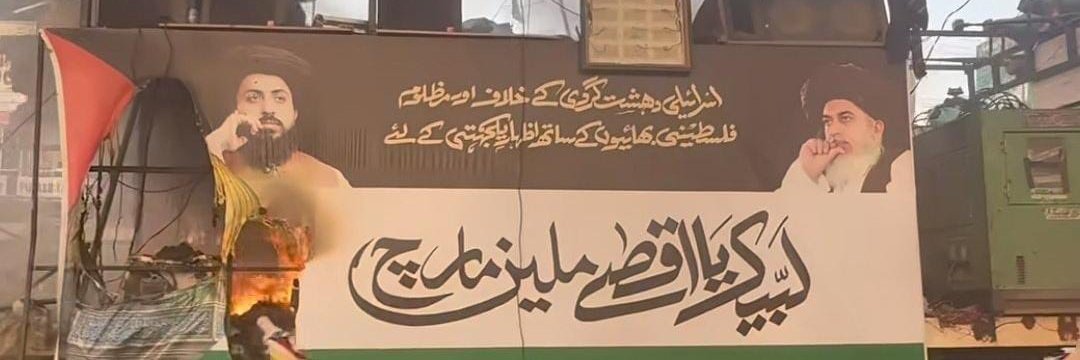 اسرائیلی دہشت گردی کے خلاف اور مظلوم
فلسطینی بھائیوں کے ساتھ اظہار یکجہتی کے لئے
لبیک یا اقصیٰ ملین مارچ